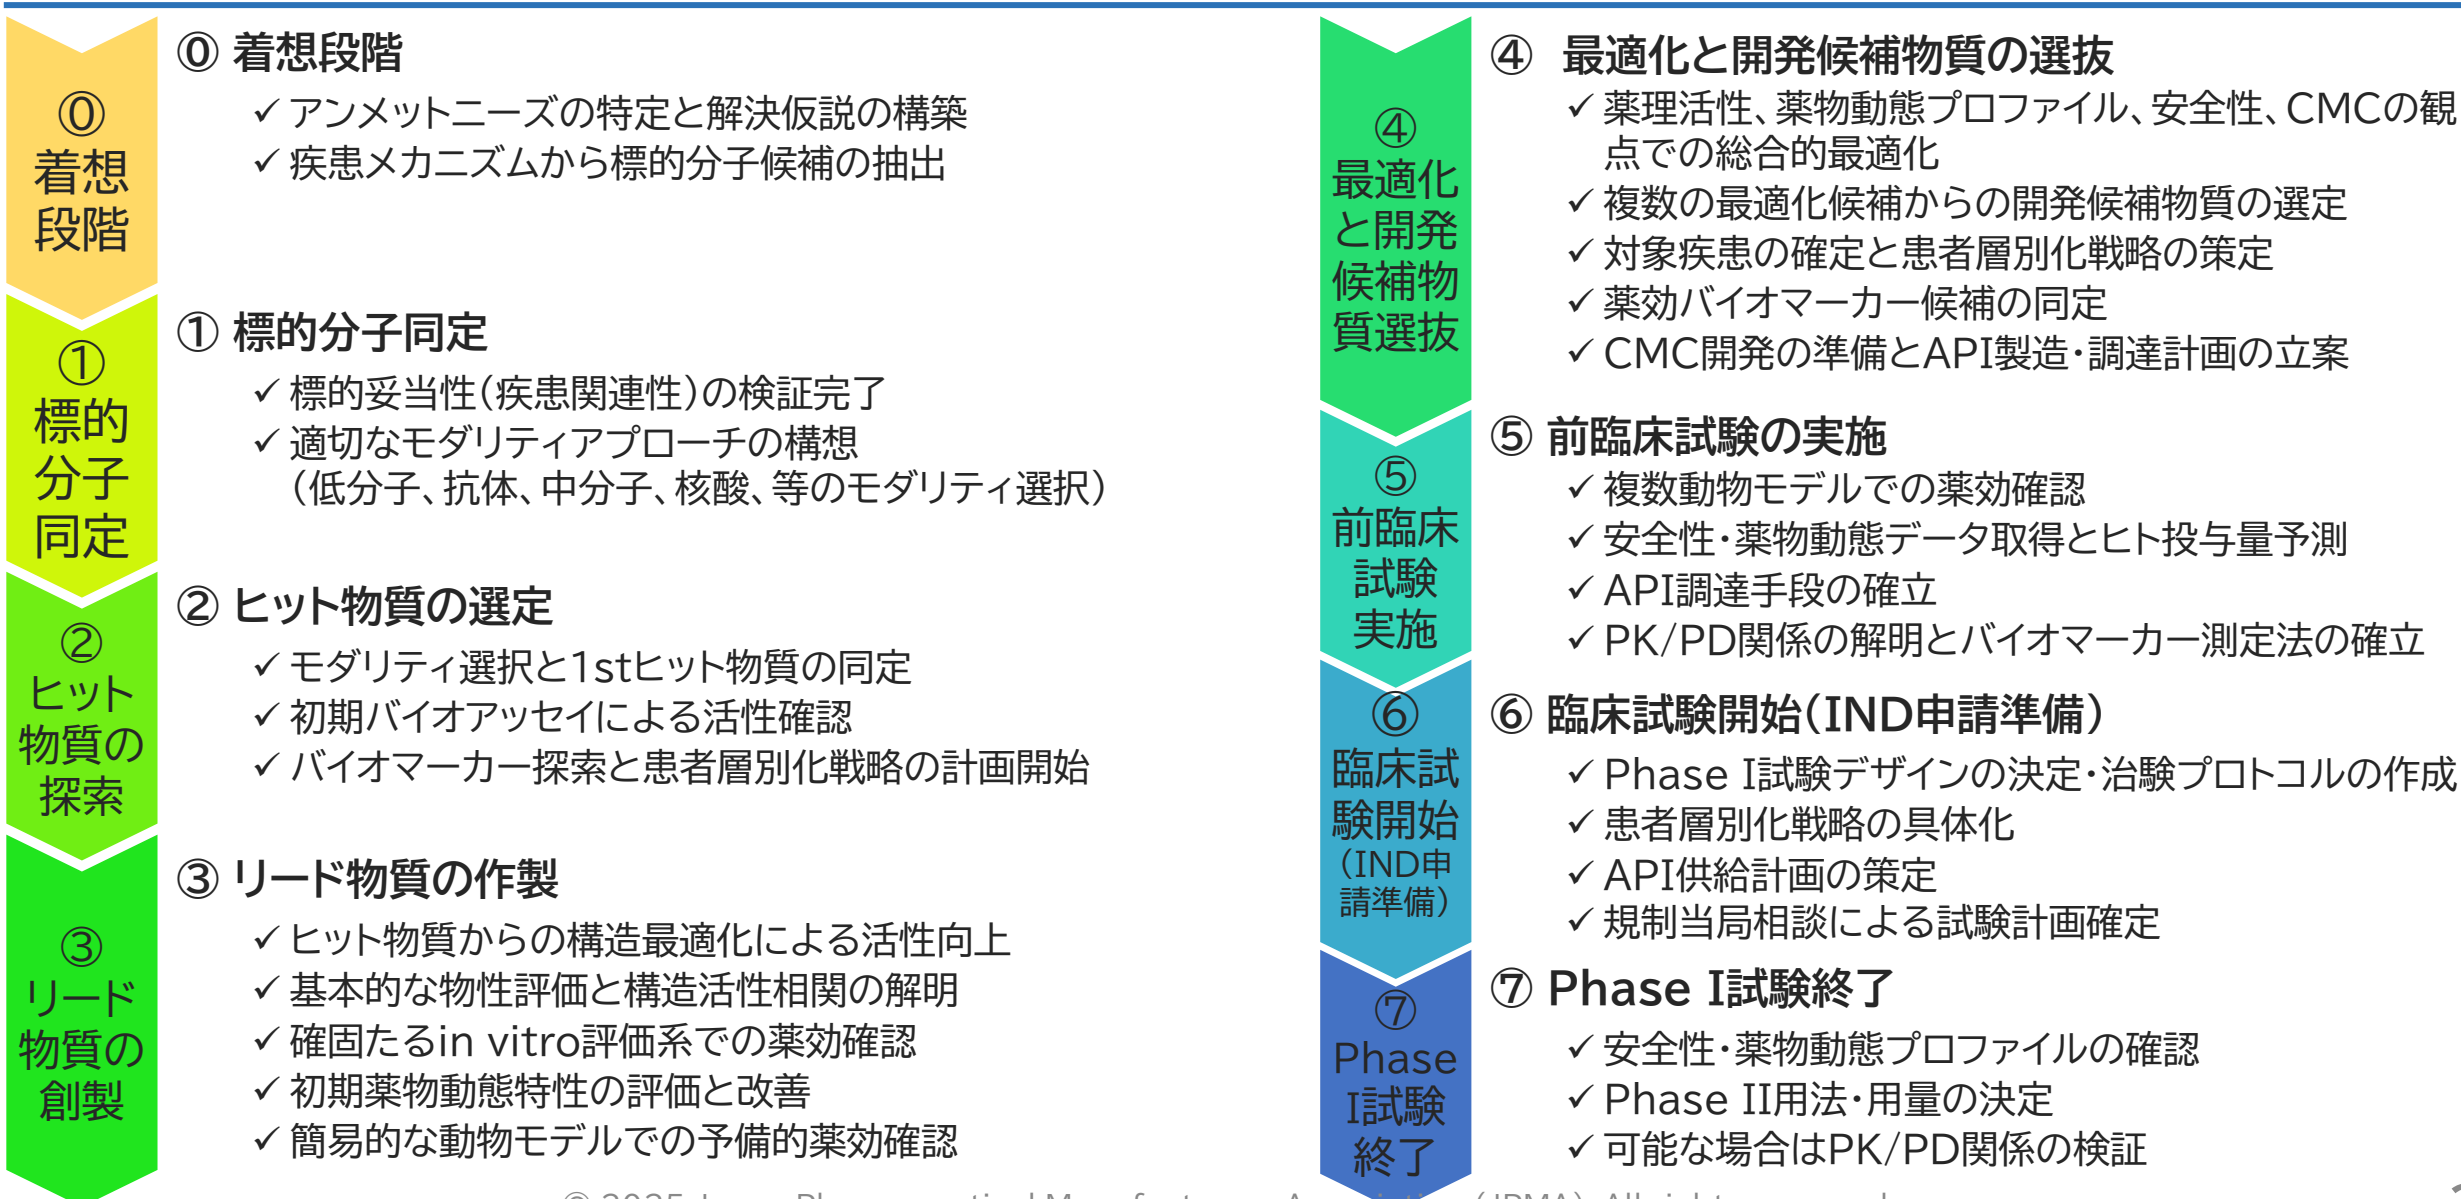 ⓪
着想
段階
⓪ 着想段階
✓ アンメットニーズの特定と解決仮説の構築
✓ 疾患メカニズムから標的分子候補の抽出
①
標的
分子
同定
① 標的分子同定
✓ 標的妥当性(疾患関連性)の検証完了
✓ 適切なモダリティアプローチの構想
(低分子、抗体、中分子、核酸、等のモダリティ選択)
②
ヒット
物質の
探索
② ヒット物質の選定
✓ モダリティ選択と1stヒット物質の同定
✓ 初期バイオアッセイによる活性確認
✓ バイオマーカー探索と患者層別化戦略の計画開始
③
リード
物質の
創製
③ リード物質の作製
✓ ヒット物質からの構造最適化による活性向上
✓ 基本的な物性評価と構造活性相関の解明
✓ 確固たるin vitro評価系での薬効確認
✓ 初期薬物動態特性の評価と改善
✓ 簡易的な動物モデルでの予備的薬効確認
④
最適化
と開発
候補物
質選抜
④ 最適化と開発候補物質の選抜
✓ 薬理活性、薬物動態プロファイル、安全性、CMCの観
点での総合的最適化
✓ 複数の最適化候補からの開発候補物質の選定
✓ 対象疾患の確定と患者層別化戦略の策定
✓ 薬効バイオマーカー候補の同定
✓ CMC開発の準備とAPI製造・調達計画の立案
⑤
前臨床
試験
実施
⑤ 前臨床試験の実施
✓ 複数動物モデルでの薬効確認
✓ 安全性・薬物動態データ取得とヒト投与量予測
✓ API調達手段の確立
✓ PK/PD関係の解明とバイオマーカー測定法の確立
⑥
臨床試
験開始
(IND申
請準備)
⑥ 臨床試験開始(IND申請準備)
✓ Phase I試験デザインの決定・治験プロトコルの作成
✓ 患者層別化戦略の具体化
✓ API供給計画の策定
✓ 規制当局相談による試験計画確定
⑦
Phase
I試験
終了
⑦ Phase I試験終了
✓ 安全性・薬物動態プロファイルの確認
✓ Phase II用法・用量の決定
✓ 可能な場合はPK/PD関係の検証